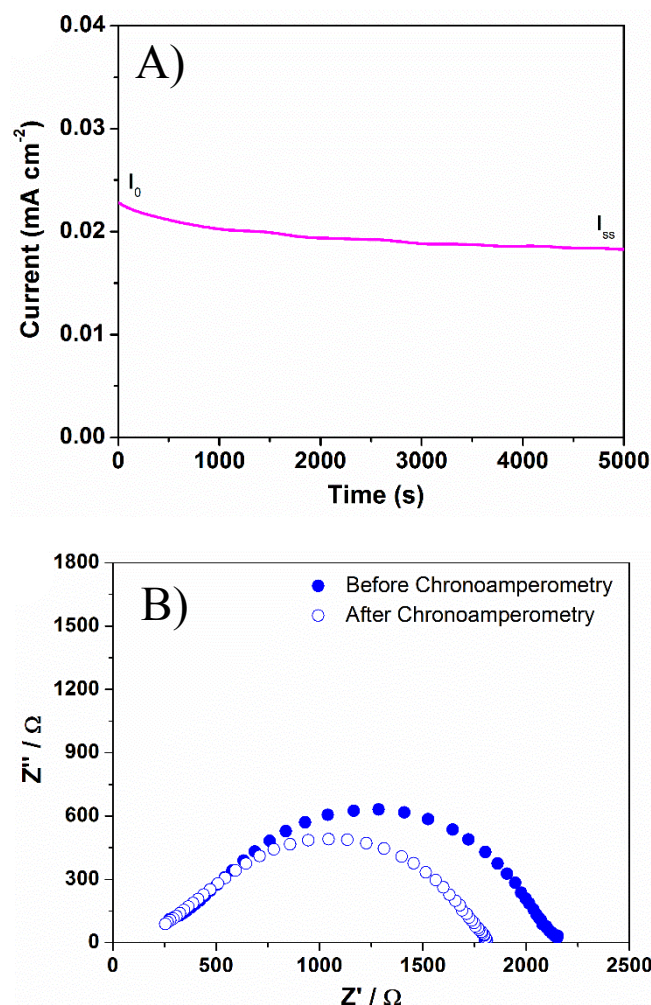 A)
0.04
0.03
0.02
0.01
0.00
Current (mA cm⁻²)
I₀
Iₛₛ
0 1000 2000 3000 4000 5000
Time (s)
B)
1800
1500
1200
900
600
300
0
Z'' / Ω
Before Chronoamperometry
After Chronoamperometry
0 500 1000 1500 2000 2500
Z' / Ω